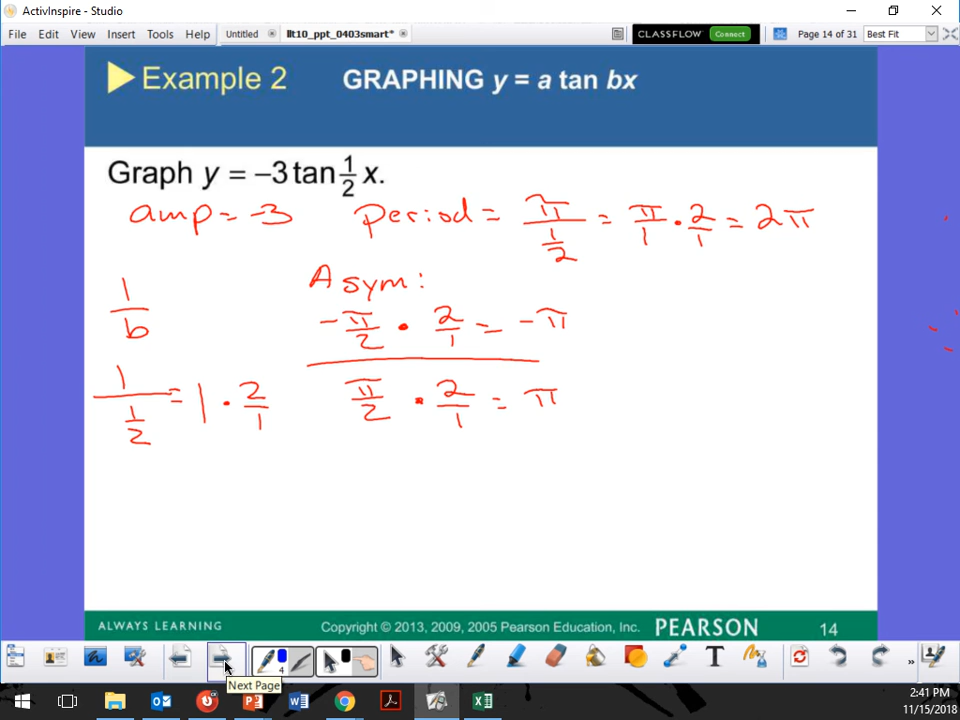 ActivInspire - Studio
File Edit View Insert Tools Help Untitled llt10_ppt_0403smart* CLASSFLOW Connect Page 14 of 31 Best Fit
Example 2 GRAPHING y = a tan bx
Graph y = –3 tan 1/2 x.
amp = -3 period = π/(1/2) = π/1 · 2/1 = 2π
Asym:
1/b
-π/2 · 2/1 = -π
1/(1/2) = 1 · 2/1
π/2 · 2/1 = π
ALWAYS LEARNING Copyright © 2013, 2009, 2005 Pearson Education, Inc. PEARSON 14
4
T
»
Next Page
2:41 PM
11/15/2018